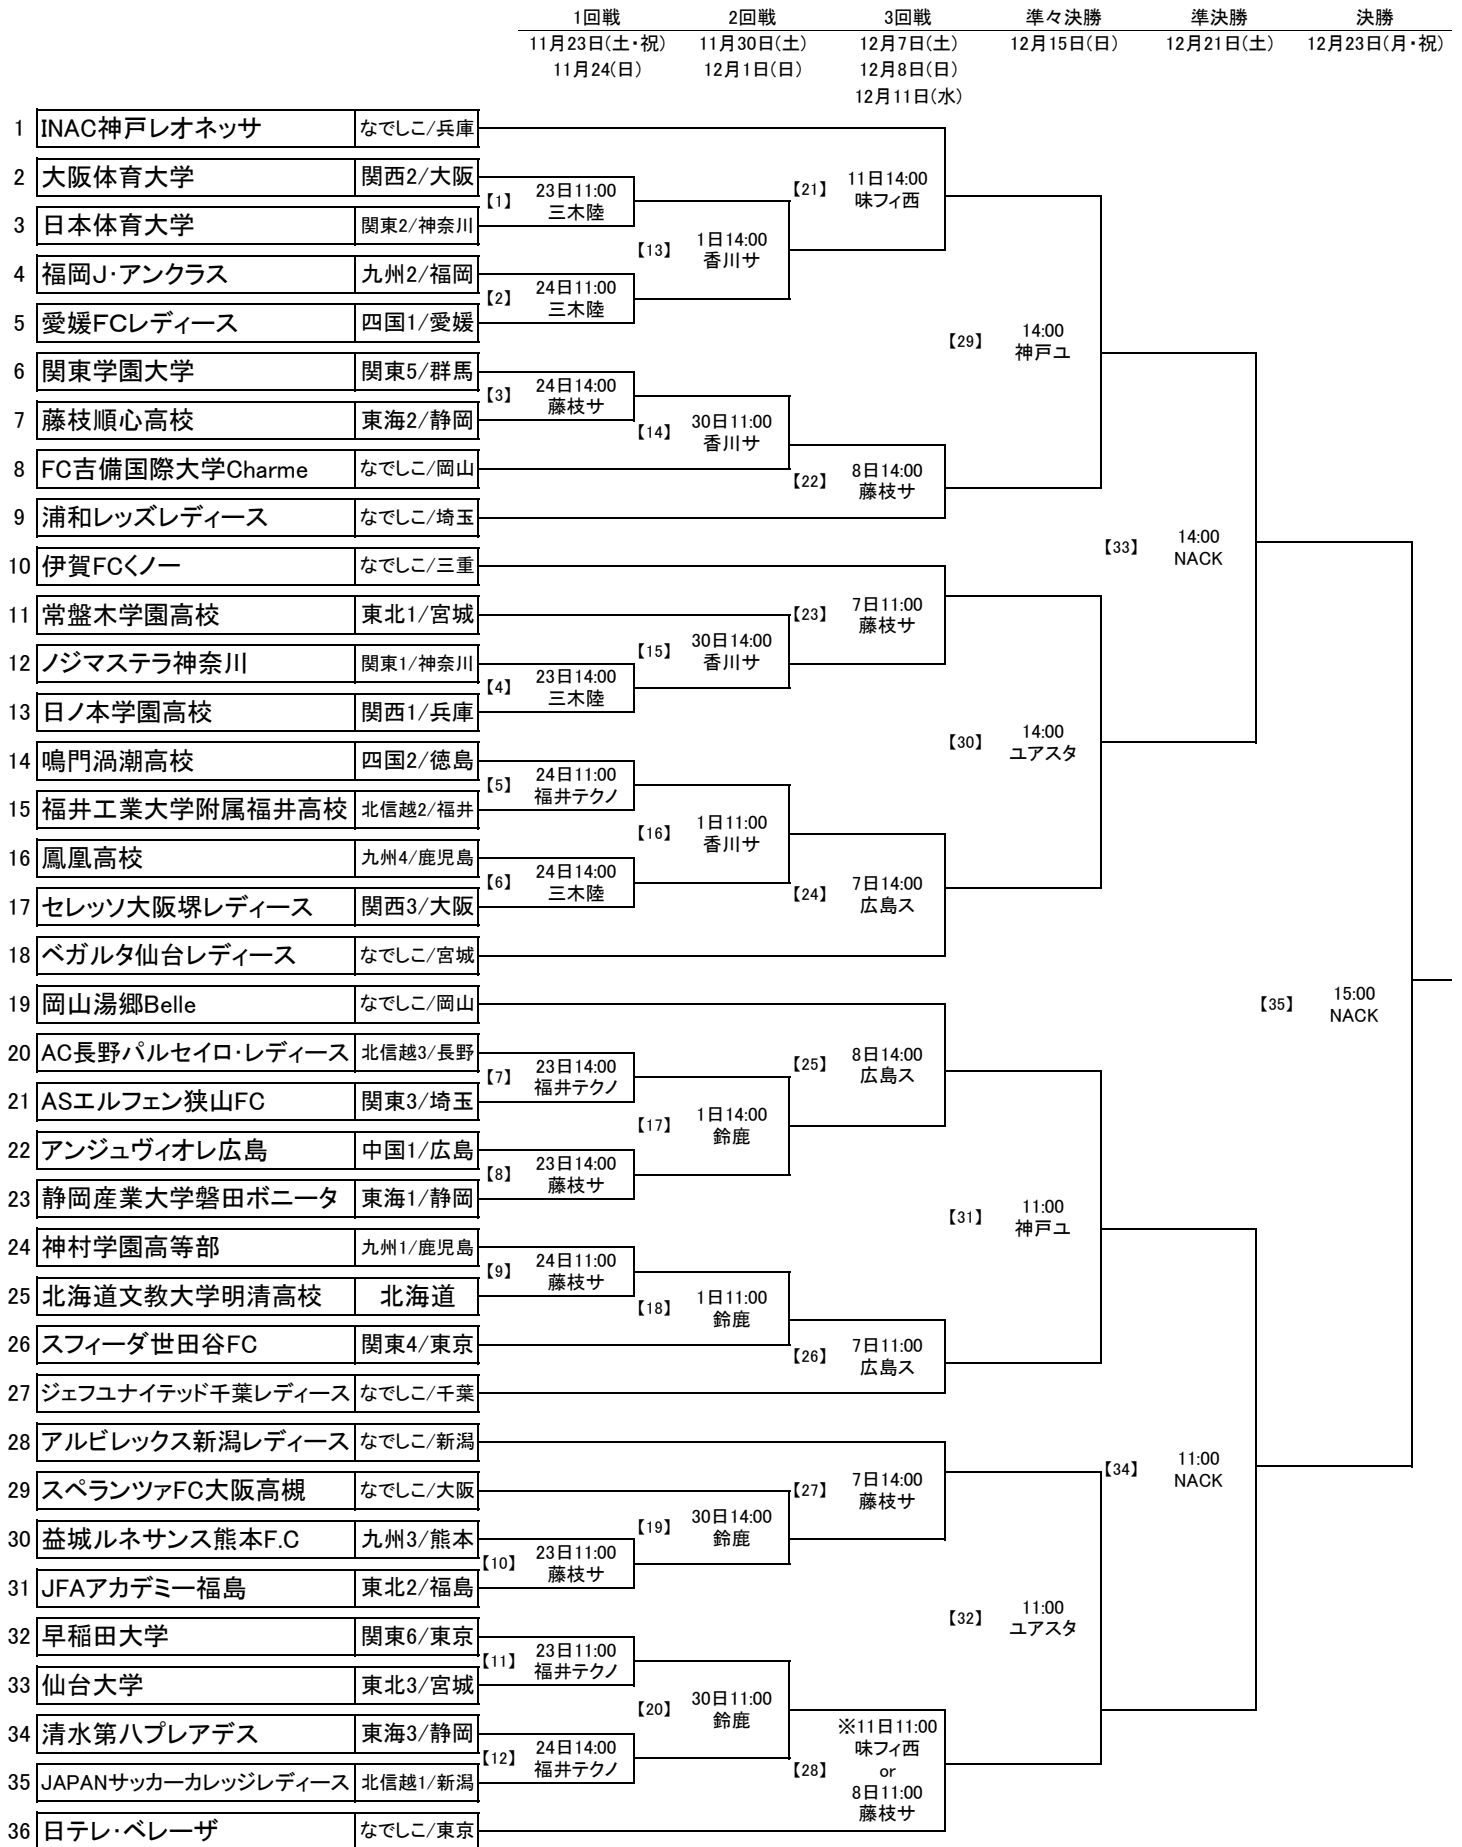 1回戦 2回戦 3回戦 準々決勝 準決勝 決勝
11月23日(土・祝) 11月30日(土) 12月7日(土) 12月15日(日) 12月21日(土) 12月23日(月・祝)
11月24(日) 12月1日(日) 12月8日(日)
12月11日(水)
1 INAC神戸レオネッサ なでしこ/兵庫
2 大阪体育大学 関西2/大阪
【1】 23日11:00
三木陸
【21】 11日14:00
味フィ西
3 日本体育大学 関東2/神奈川
【13】 1日14:00
香川サ
4 福岡J・アンクラス 九州2/福岡
【2】 24日11:00
三木陸
5 愛媛FCレディース 四国1/愛媛
【29】 14:00
神戸ユ
6 関東学園大学 関東5/群馬
【3】 24日14:00
藤枝サ
7 藤枝順心高校 東海2/静岡
【14】 30日11:00
香川サ
8 FC吉備国際大学Charme なでしこ/岡山
【22】 8日14:00
藤枝サ
9 浦和レッズレディース なでしこ/埼玉
【33】 14:00
NACK
10 伊賀FCくノ一 なでしこ/三重
11 常盤木学園高校 東北1/宮城
【23】 7日11:00
藤枝サ
12 ノジマステラ神奈川 関東1/神奈川
【15】 30日14:00
香川サ
【4】 23日14:00
三木陸
13 日ノ本学園高校 関西1/兵庫
【30】 14:00
ユアスタ
14 鳴門渦潮高校 四国2/徳島
【5】 24日11:00
福井テクノ
15 福井工業大学附属福井高校 北信越2/福井
【16】 1日11:00
香川サ
16 鳳凰高校 九州4/鹿児島
【6】 24日14:00
三木陸
【24】 7日14:00
広島ス
17 セレッソ大阪堺レディース 関西3/大阪
18 ベガルタ仙台レディース なでしこ/宮城
19 岡山湯郷Belle なでしこ/岡山
【35】 15:00
NACK
20 AC長野パルセイロ・レディース 北信越3/長野
【7】 23日14:00
福井テクノ
【25】 8日14:00
広島ス
21 ASエルフェン狭山FC 関東3/埼玉
【17】 1日14:00
鈴鹿
22 アンジュヴィオレ広島 中国1/広島
【8】 23日14:00
藤枝サ
23 静岡産業大学磐田ボニータ 東海1/静岡
【31】 11:00
神戸ユ
24 神村学園高等部 九州1/鹿児島
【9】 24日11:00
藤枝サ
25 北海道文教大学明清高校 北海道
【18】 1日11:00
鈴鹿
26 スフィーダ世田谷FC 関東4/東京
【26】 7日11:00
広島ス
27 ジェフユナイテッド千葉レディース なでしこ/千葉
28 アルビレックス新潟レディース なでしこ/新潟
【34】 11:00
NACK
29 スペランツァFC大阪高槻 なでしこ/大阪
【27】 7日14:00
藤枝サ
30 益城ルネサンス熊本F.C 九州3/熊本
【19】 30日14:00
鈴鹿
【10】 23日11:00
藤枝サ
31 JFAアカデミー福島 東北2/福島
【32】 11:00
ユアスタ
32 早稲田大学 関東6/東京
【11】 23日11:00
福井テクノ
33 仙台大学 東北3/宮城
【20】 30日11:00
鈴鹿
34 清水第八プレアデス 東海3/静岡
【12】 24日14:00
福井テクノ
【28】 ※11日11:00
味フィ西
or
8日11:00
藤枝サ
35 JAPANサッカーカレッジレディース 北信越1/新潟
36 日テレ・ベレーザ なでしこ/東京